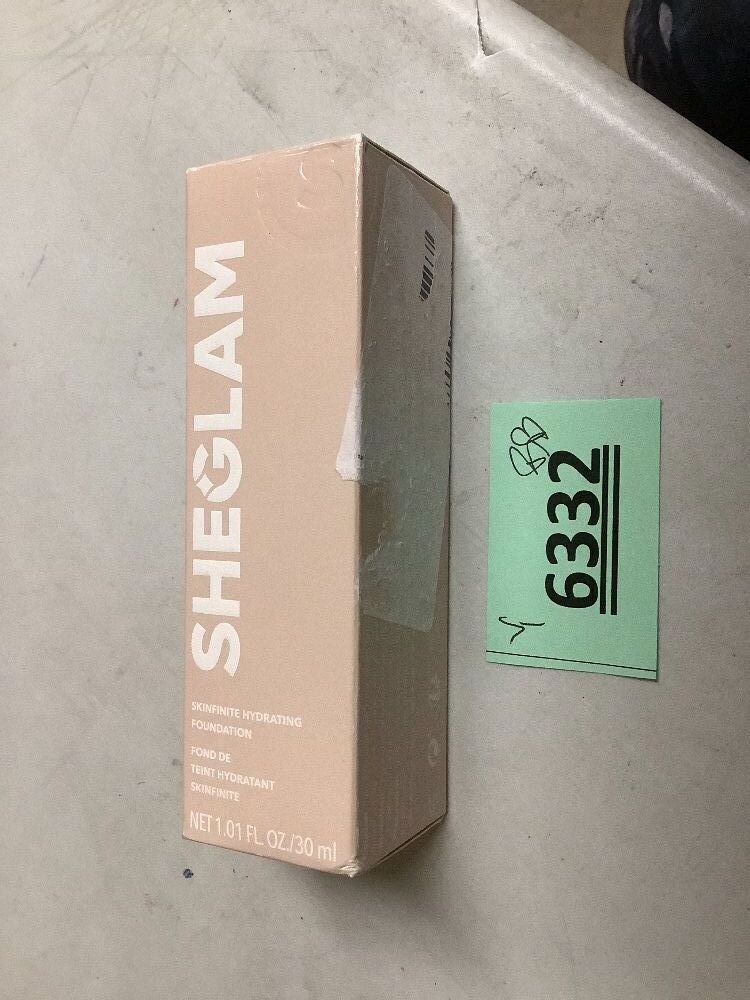 SHEGLAM
SKINFINITE HYDRATING
FOUNDATION
FOND DE
TEINT HYDRATANT
SKINFINITE
NET 1.01 FL. OZ./30 ml
6332